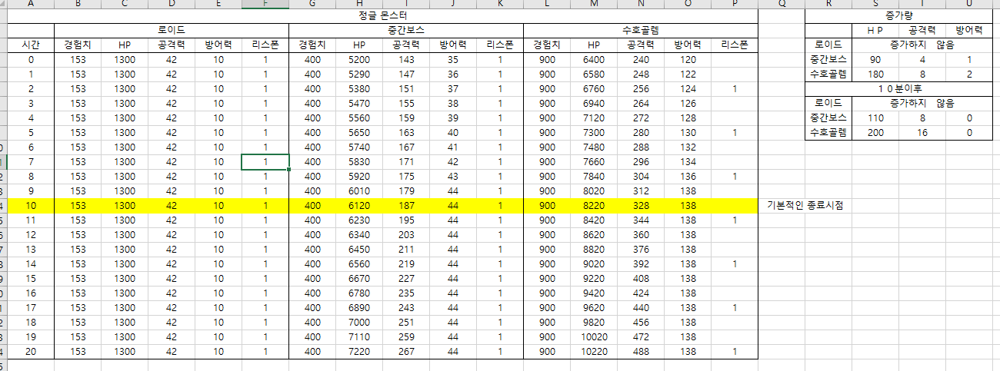 A B C D E F G H I J K L M N O P Q R S T U
정글 몬스터 증가량
로이드 중간보스 수호골렘 H P 공격력 방어력
시간 경험치 HP 공격력 방어력 리스폰 경험치 HP 공격력 방어력 리스폰 경험치 HP 공격력 방어력 리스폰 로이드 증가하지 않음
0 153 1300 42 10 1 400 5200 143 35 1 900 6400 240 120 중간보스 90 4 1
1 153 1300 42 10 1 400 5290 147 36 1 900 6580 248 122 수호골렘 180 8 2
2 153 1300 42 10 1 400 5380 151 37 1 900 6760 256 124 1 1 0분이후
3 153 1300 42 10 1 400 5470 155 38 1 900 6940 264 126 로이드 증가하지 않음
4 153 1300 42 10 1 400 5560 159 39 1 900 7120 272 128 중간보스 110 8 0
5 153 1300 42 10 1 400 5650 163 40 1 900 7300 280 130 1 수호골렘 200 16 0
6 153 1300 42 10 1 400 5740 167 41 1 900 7480 288 132
7 153 1300 42 10 1 400 5830 171 42 1 900 7660 296 134
8 153 1300 42 10 1 400 5920 175 43 1 900 7840 304 136 1
9 153 1300 42 10 1 400 6010 179 44 1 900 8020 312 138
10 153 1300 42 10 1 400 6120 187 44 1 900 8220 328 138 기본적인 종료시점
11 153 1300 42 10 1 400 6230 195 44 1 900 8420 344 138 1
12 153 1300 42 10 1 400 6340 203 44 1 900 8620 360 138
13 153 1300 42 10 1 400 6450 211 44 1 900 8820 376 138
14 153 1300 42 10 1 400 6560 219 44 1 900 9020 392 138 1
15 153 1300 42 10 1 400 6670 227 44 1 900 9220 408 138
16 153 1300 42 10 1 400 6780 235 44 1 900 9420 424 138
17 153 1300 42 10 1 400 6890 243 44 1 900 9620 440 138 1
18 153 1300 42 10 1 400 7000 251 44 1 900 9820 456 138
19 153 1300 42 10 1 400 7110 259 44 1 900 10020 472 138
20 153 1300 42 10 1 400 7220 267 44 1 900 10220 488 138 1